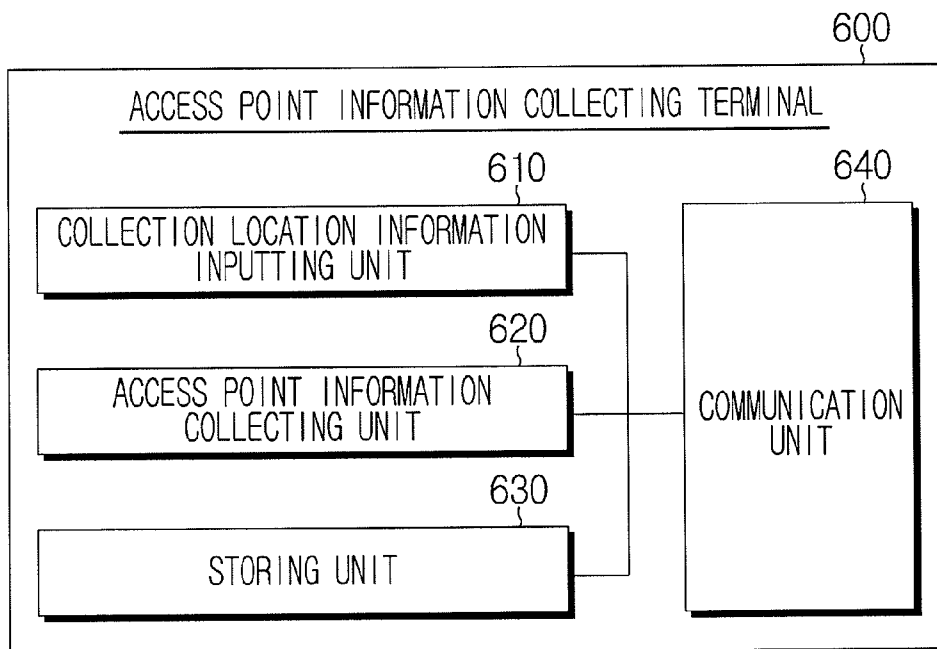 600
ACCESS POINT INFORMATION COLLECTING TERMINAL
610
COLLECTION LOCATION INFORMATION
INPUTTING UNIT
620
ACCESS POINT INFORMATION
COLLECTING UNIT
630
STORING UNIT
640
COMMUNICATION
UNIT